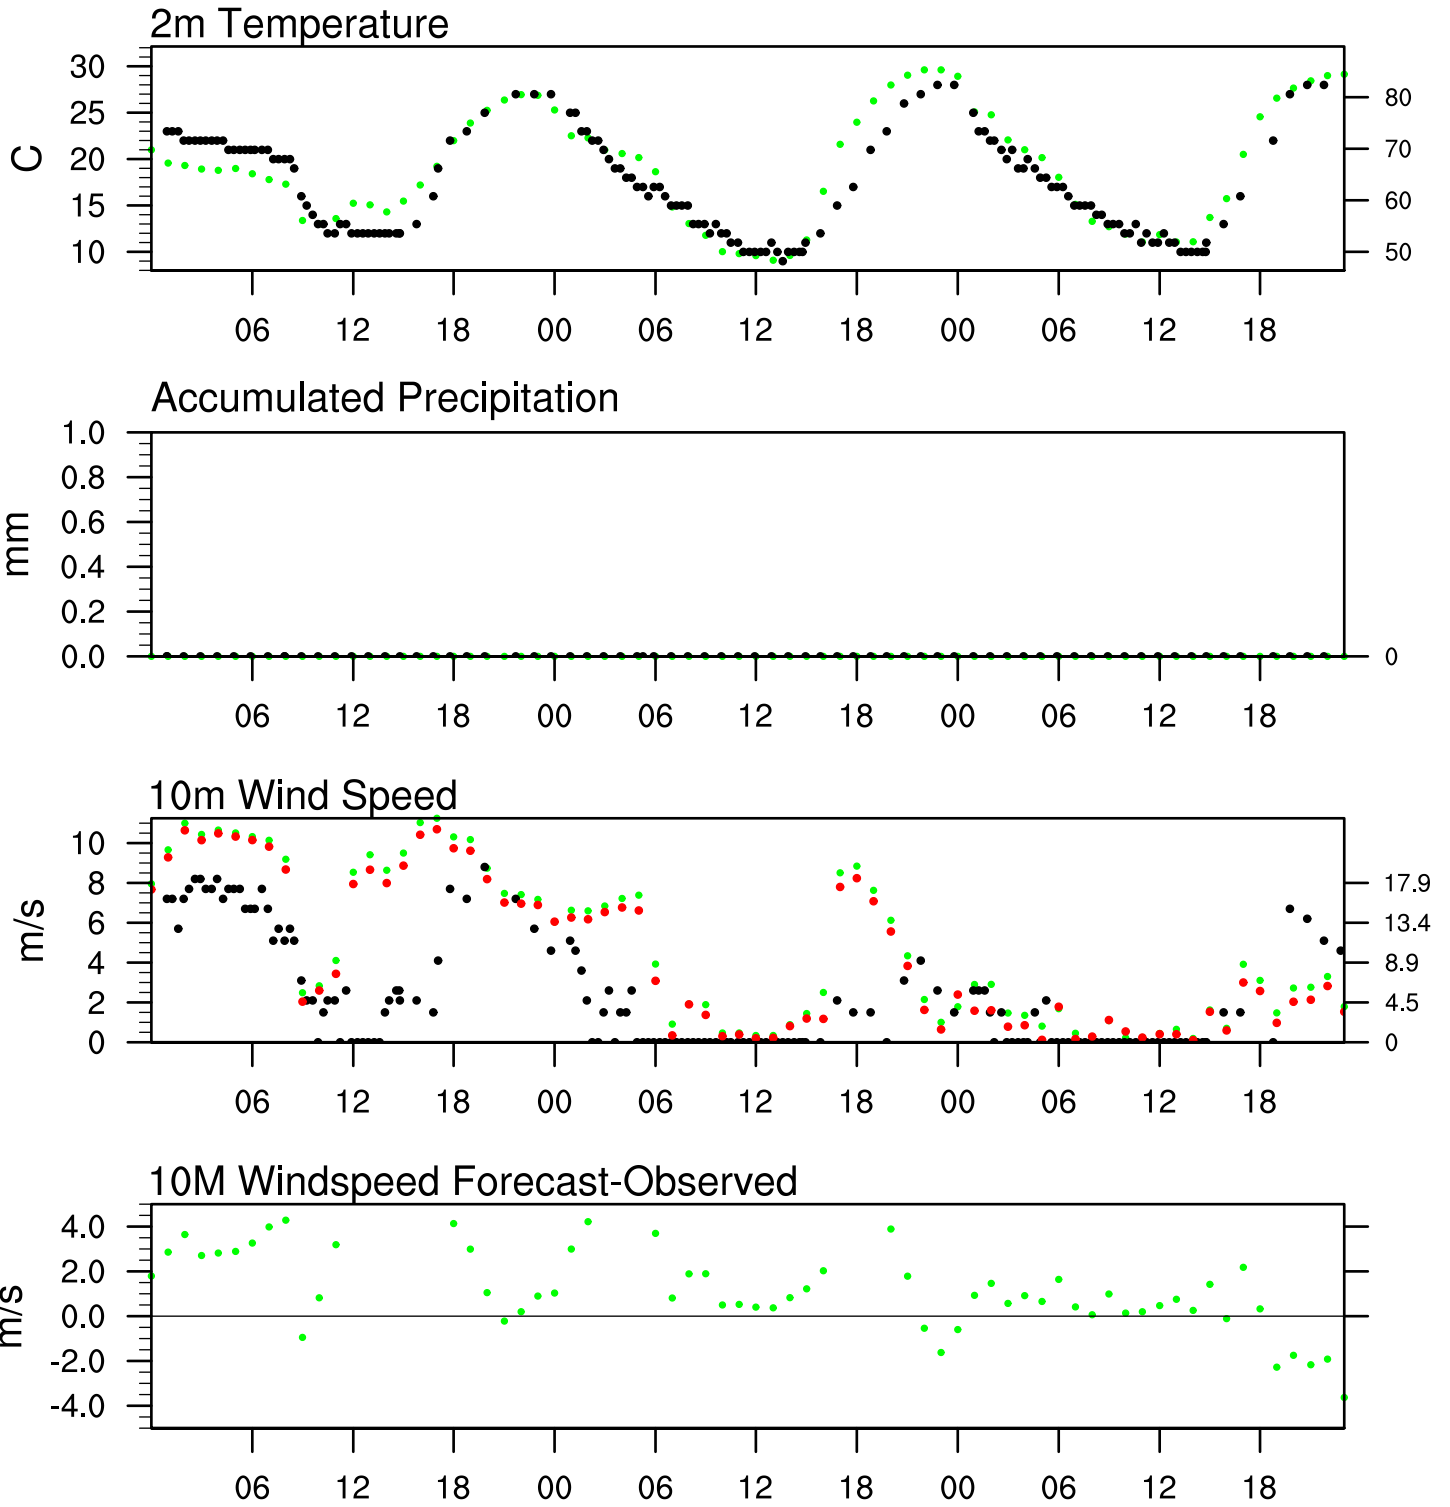 2m Temperature
30
25
20
15
10
C
80
70
60
50
06 12 18 00 06 12 18 00 06 12 18
Accumulated Precipitation
1.0
0.8
0.6
0.4
0.2
0.0
mm
0
06 12 18 00 06 12 18 00 06 12 18
10m Wind Speed
10
8
6
4
2
0
m/s
17.9
13.4
8.9
4.5
0
06 12 18 00 06 12 18 00 06 12 18
10M Windspeed Forecast-Observed
4.0
2.0
0.0
-2.0
-4.0
m/s
06 12 18 00 06 12 18 00 06 12 18